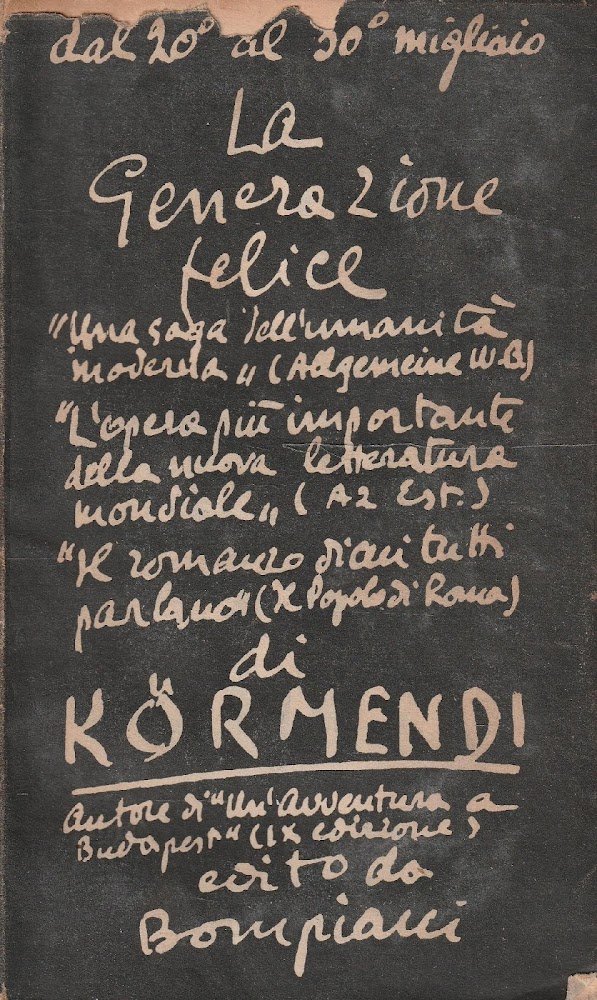 dal 20° al 30° migliaio
La
Generazione
felice
"Una saga dell'umanità
moderna„ (Allgemeine W.B)
"L'opera più importante
della nuova letteratura
mondiale„ (Az Est.)
"Il romanzo di cui tutti
parlano" (Il Popolo di Roma)
di
KÖRMENDI
autore di "Un'avventura a
Budapest" (IX edizione)
edito da
Bompiani